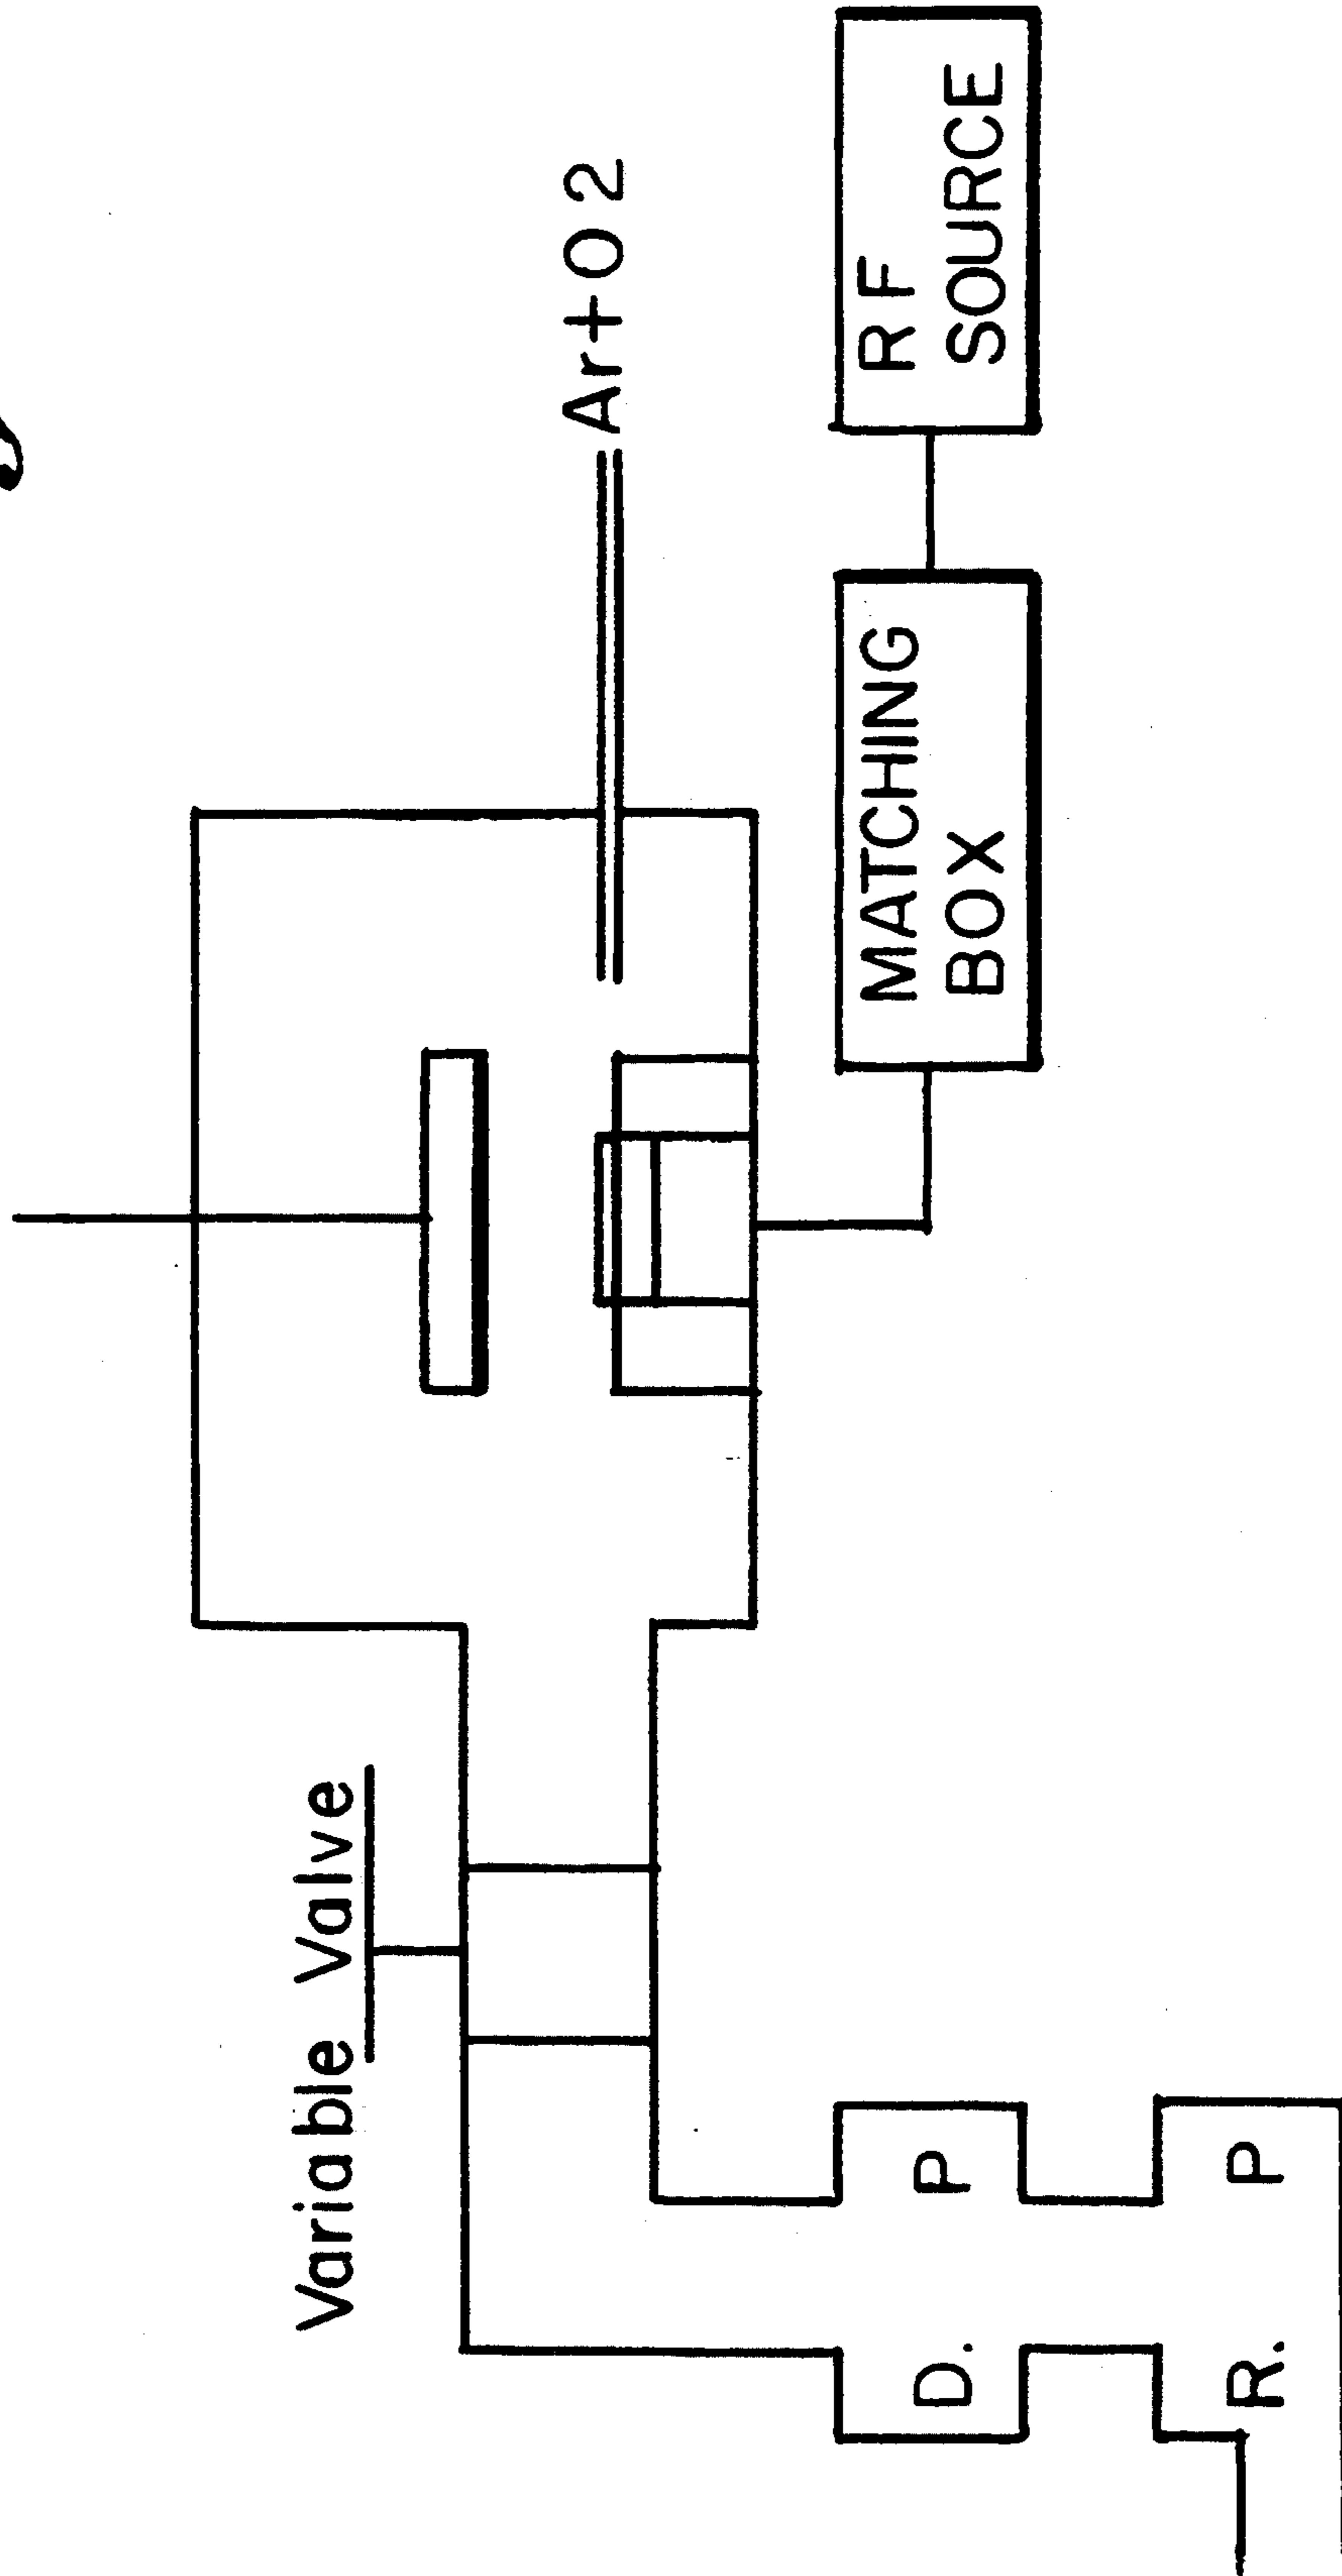 Variable Valve
Ar+O2
MATCHING
BOX
RF
SOURCE
D. P
R. P